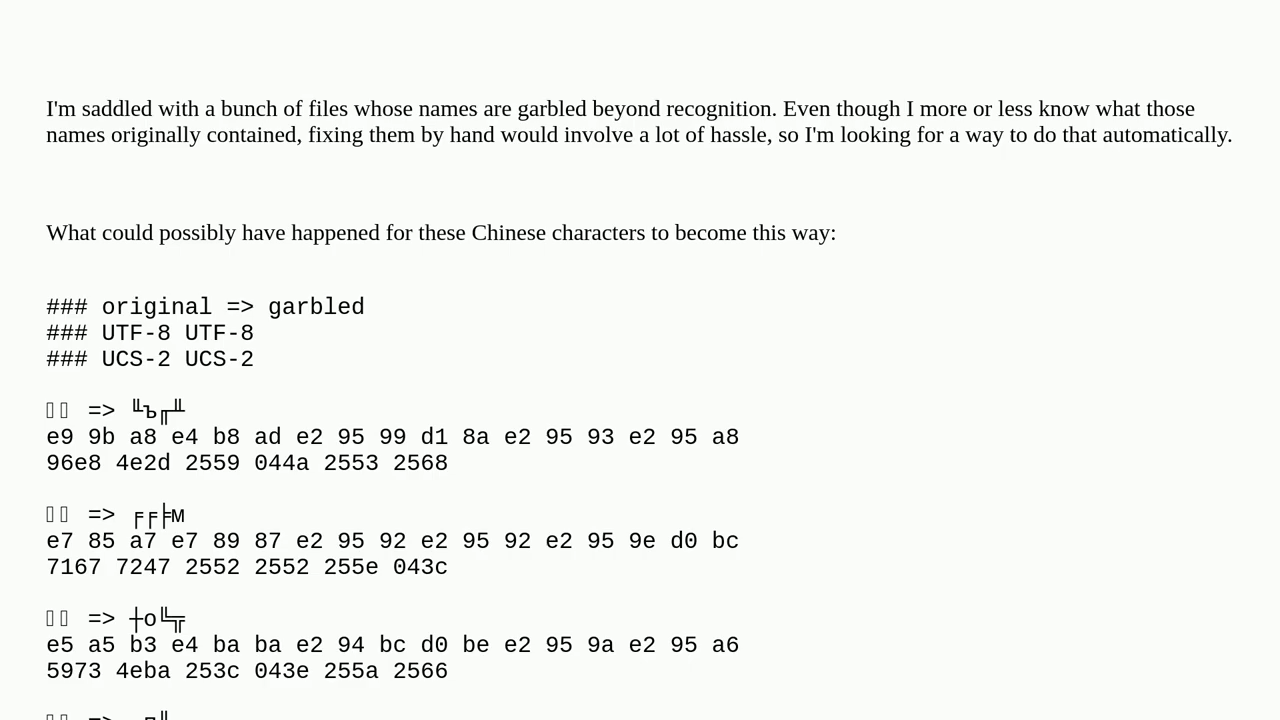 I'm saddled with a bunch of files whose names are garbled beyond recognition. Even though I more or less know what those
names originally contained, fixing them by hand would involve a lot of hassle, so I'm looking for a way to do that automatically.
What could possibly have happened for these Chinese characters to become this way:
### original => garbled
### UTF-8 UTF-8
### UCS-2 UCS-2
=> ╙ъ╓╨
e9 9b a8 e4 b8 ad e2 95 99 d1 8a e2 95 93 e2 95 a8
96e8 4e2d 2559 044a 2553 2568
=> ╒╒╞м
e7 85 a7 e7 89 87 e2 95 92 e2 95 92 e2 95 9e d0 bc
7167 7247 2552 2552 255e 043c
=> ┼о╚╦
e5 a5 b3 e4 ba ba e2 94 bc d0 be e2 95 9a e2 95 a6
5973 4eba 253c 043e 255a 2566
=>